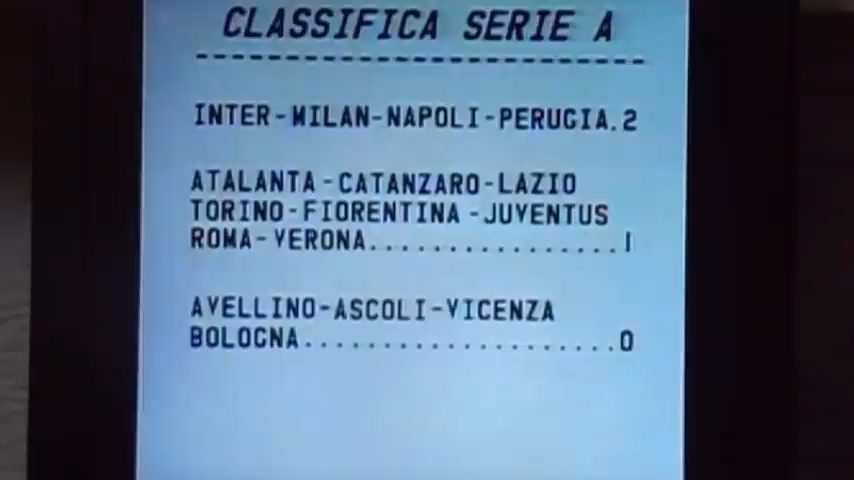 CLASSIFICA SERIE A
------------------------
INTER-MILAN-NAPOLI-PERUGIA.2
ATALANTA-CATANZARO-LAZIO
TORINO-FIORENTINA-JUVENTUS
ROMA-VERONA................1
AVELLINO-ASCOLI-VICENZA
BOLOGNA....................0